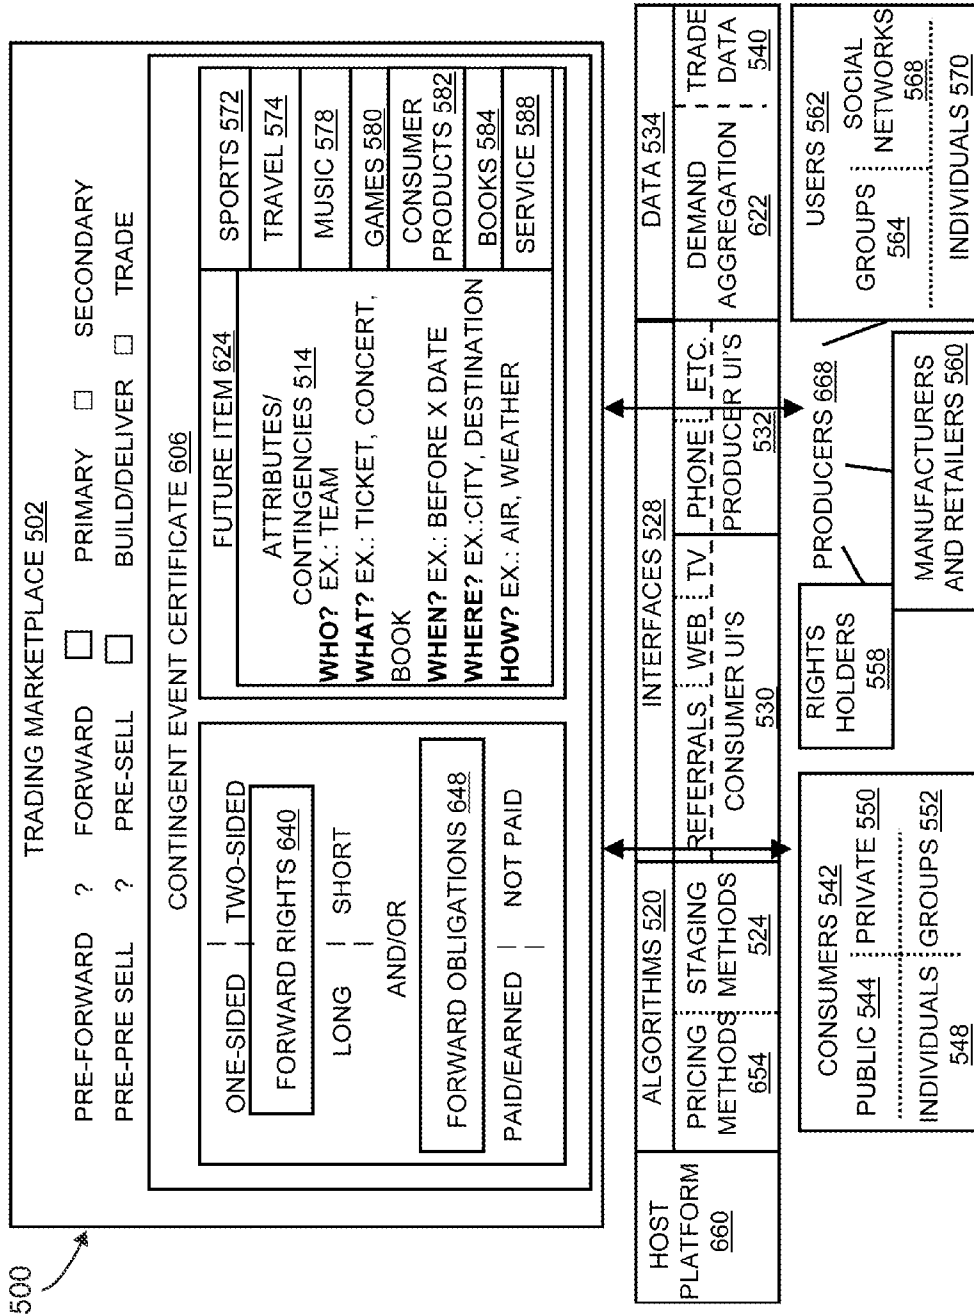 500
TRADING MARKETPLACE 502
PRE-FORWARD ? FORWARD □ PRIMARY □ SECONDARY
PRE-PRE SELL ? PRE-SELL □ BUILD/DELIVER □ TRADE
CONTINGENT EVENT CERTIFICATE 606
ONE-SIDED TWO-SIDED
FORWARD RIGHTS 640
LONG SHORT
AND/OR
FORWARD OBLIGATIONS 648
PAID/EARNED NOT PAID
FUTURE ITEM 624
ATTRIBUTES/
CONTINGENCIES 514
WHO? EX.: TEAM
WHAT? EX.: TICKET, CONCERT,
BOOK
WHEN? EX.: BEFORE X DATE
WHERE? EX.:CITY, DESTINATION
HOW? EX.: AIR, WEATHER
SPORTS 572
TRAVEL 574
MUSIC 578
GAMES 580
CONSUMER
PRODUCTS 582
BOOKS 584
SERVICE 588
HOST
PLATFORM
660
ALGORITHMS 520
PRICING
METHODS
654
STAGING
METHODS
524
INTERFACES 528
REFERRALS WEB TV
CONSUMER UI'S
530
PHONE ETC.
PRODUCER UI'S
532
DATA 534
DEMAND
AGGREGATION
622
TRADE
DATA
540
CONSUMERS 542
PUBLIC 544 PRIVATE 550
INDIVIDUALS
548
GROUPS 552
PRODUCERS 668
RIGHTS
HOLDERS
558
MANUFACTURERS
AND RETAILERS 560
USERS 562
GROUPS
564
SOCIAL
NETWORKS
568
INDIVIDUALS 570